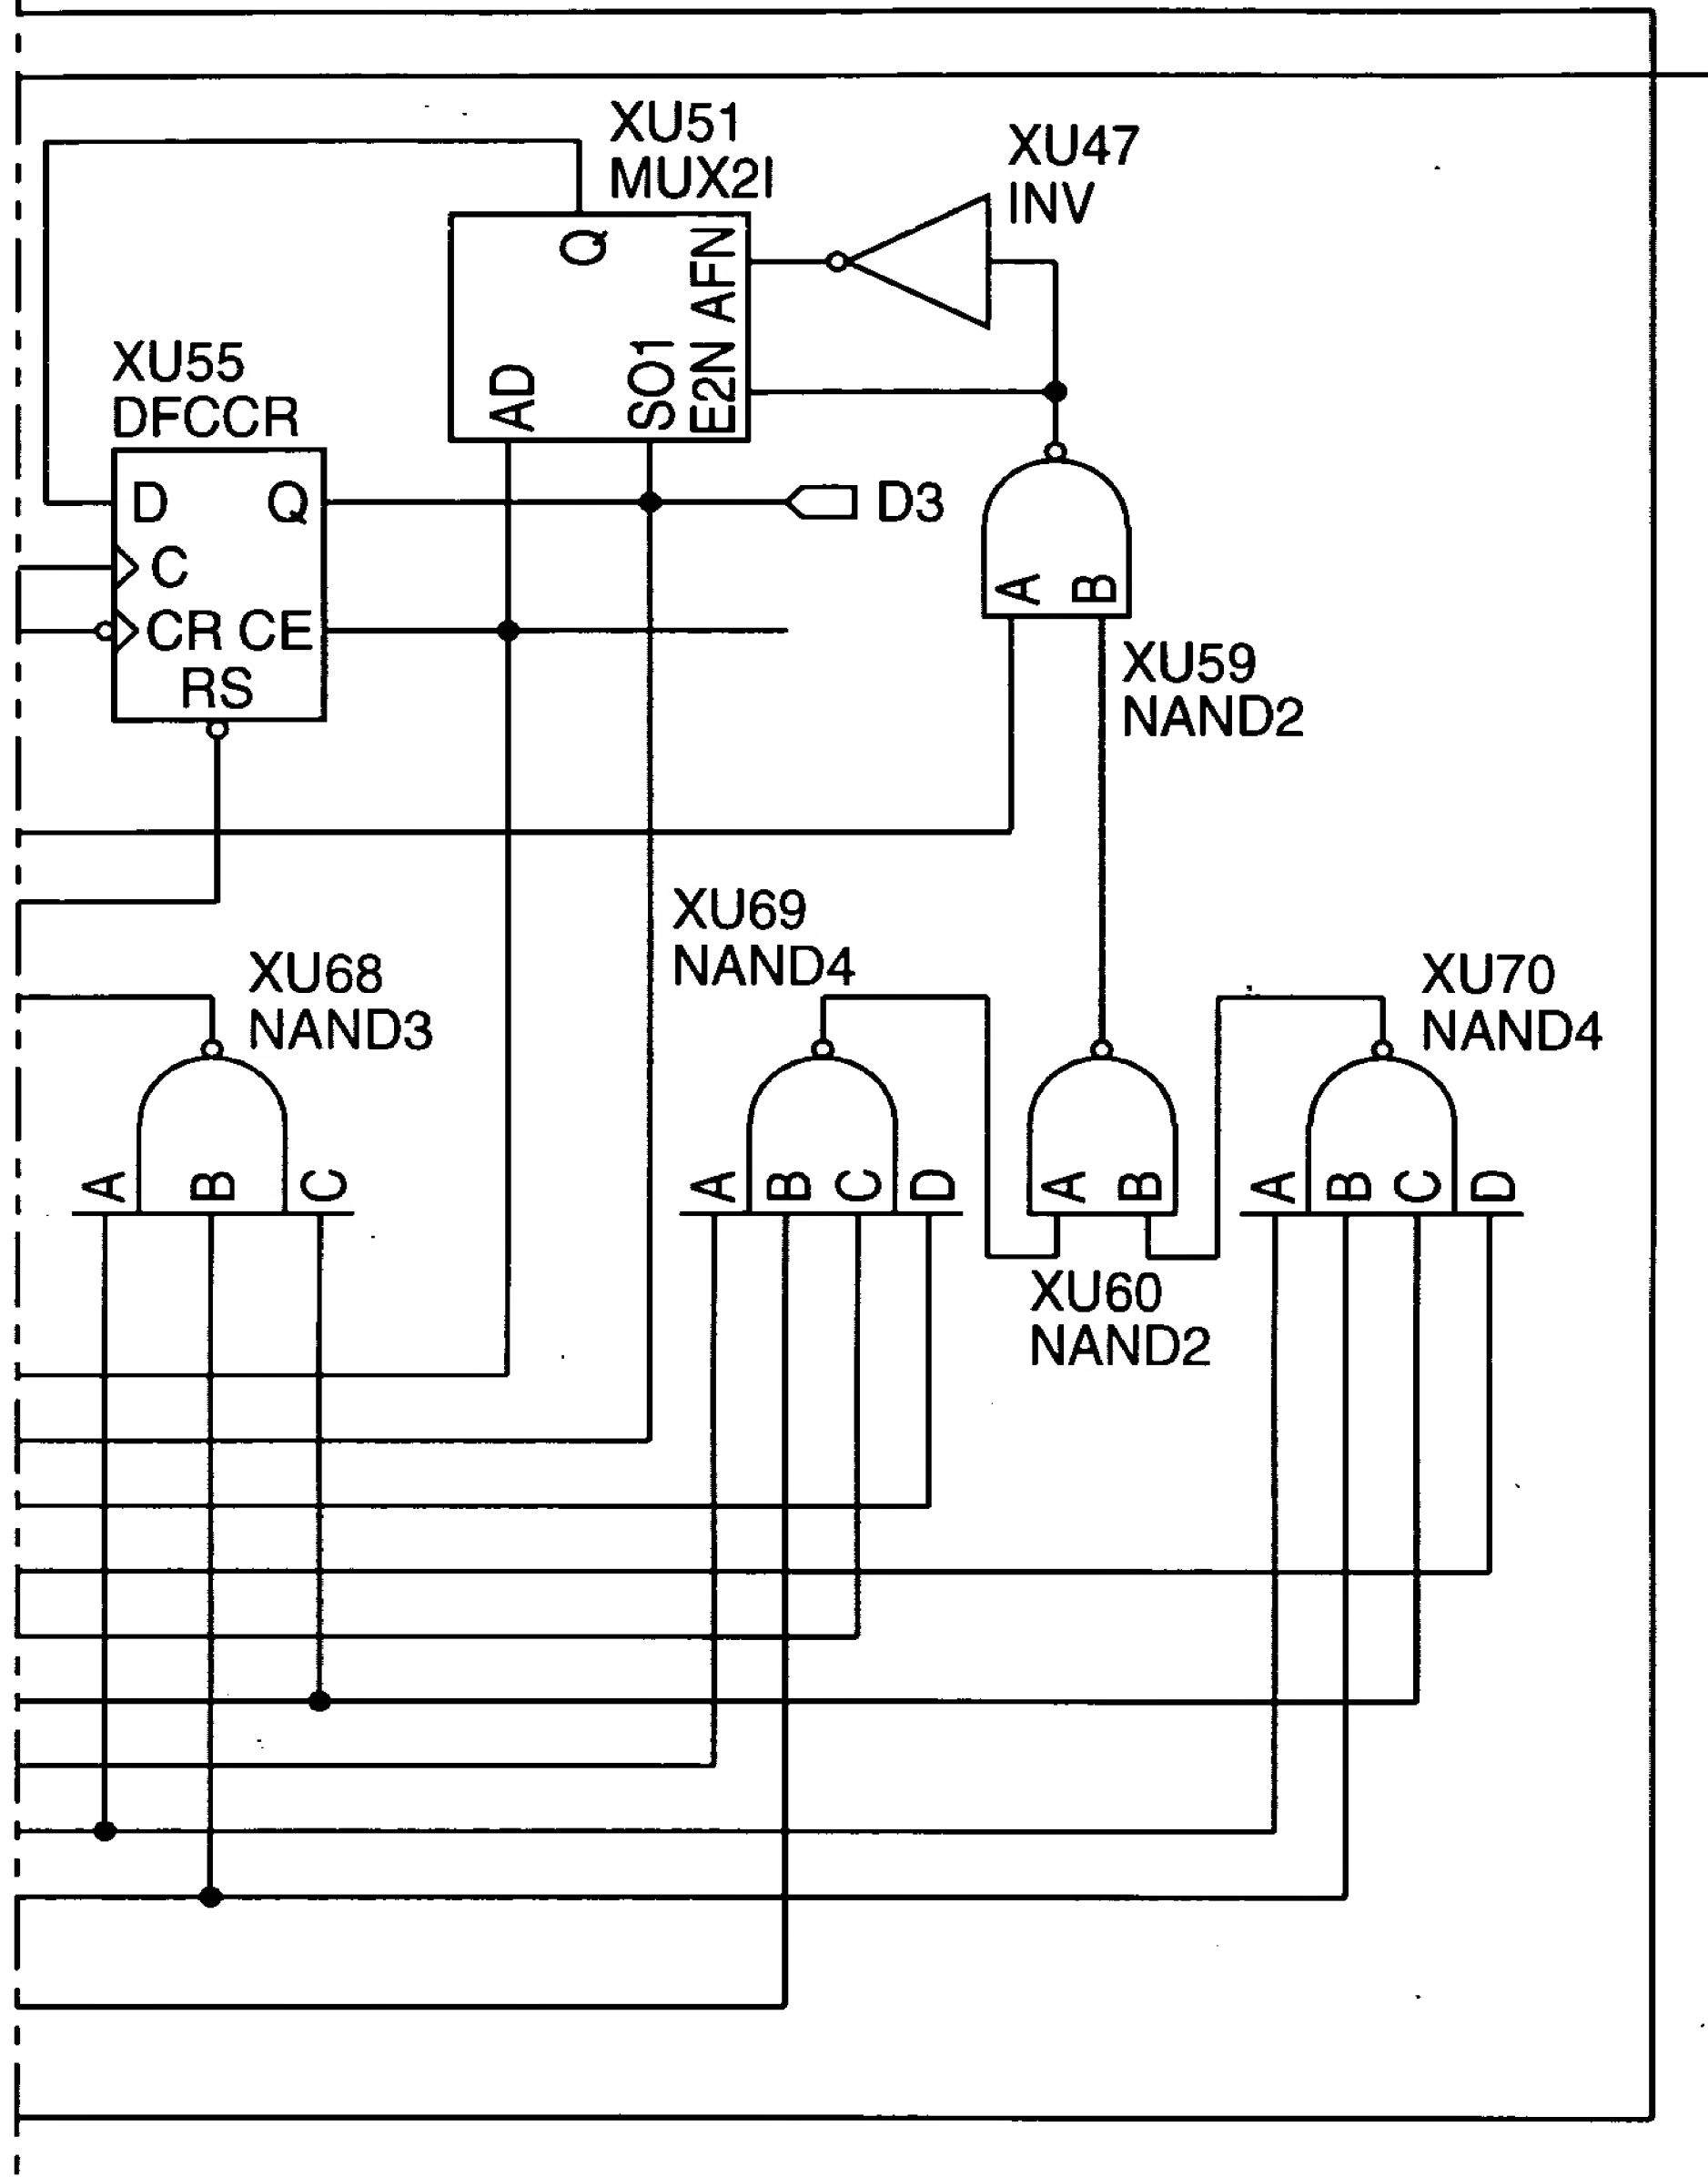 XU51
MUX2I
XU47
INV
Q
AFN
AD
SO1
E2N
XU55
DFCCR
D
Q
D3
C
CR
CE
RS
A
B
XU59
NAND2
XU69
NAND4
XU68
NAND3
XU70
NAND4
A
B
C
A
B
C
D
A
B
A
B
C
D
XU60
NAND2